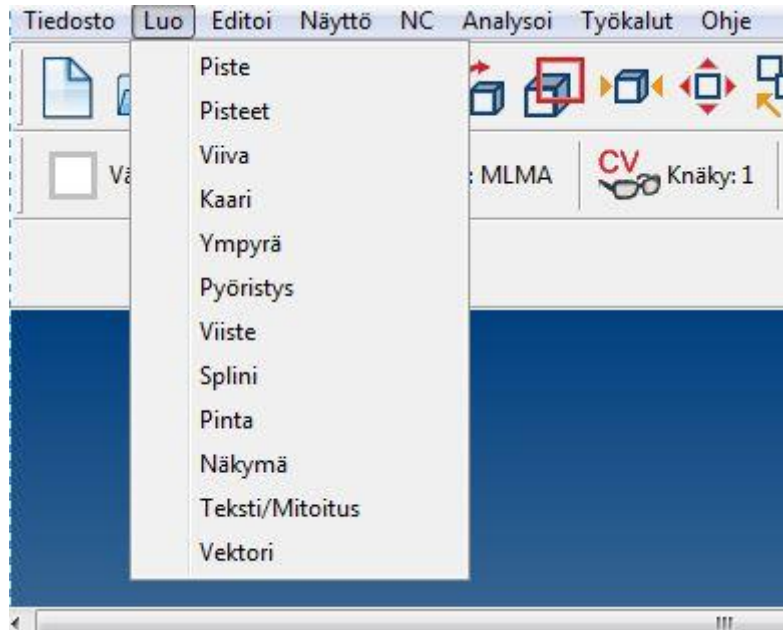 Tiedosto Luo Editoi Näyttö NC Analysoi Työkalut Ohje
: MLMA CV Knäky: 1
Piste
Pisteet
Viiva
Kaari
Ympyrä
Pyöristys
Viiste
Splini
Pinta
Näkymä
Teksti/Mitoitus
Vektori